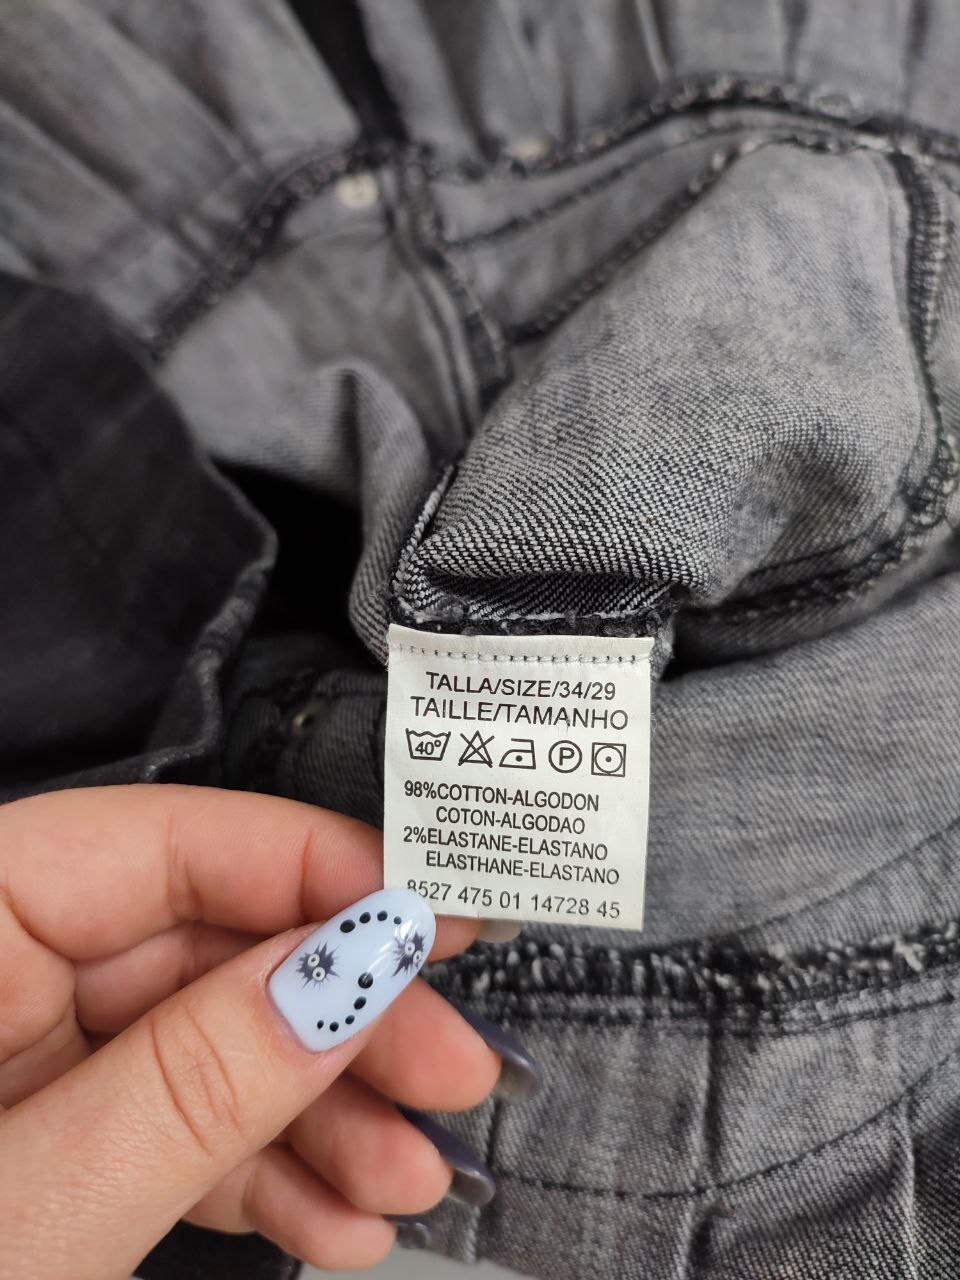 TALLA/SIZE/34/29
TAILLE/TAMANHO
40° P
98%COTTON-ALGODON
COTON-ALGODAO
2%ELASTANE-ELASTANO
ELASTHANE-ELASTANO
8527 475 01 14728 45